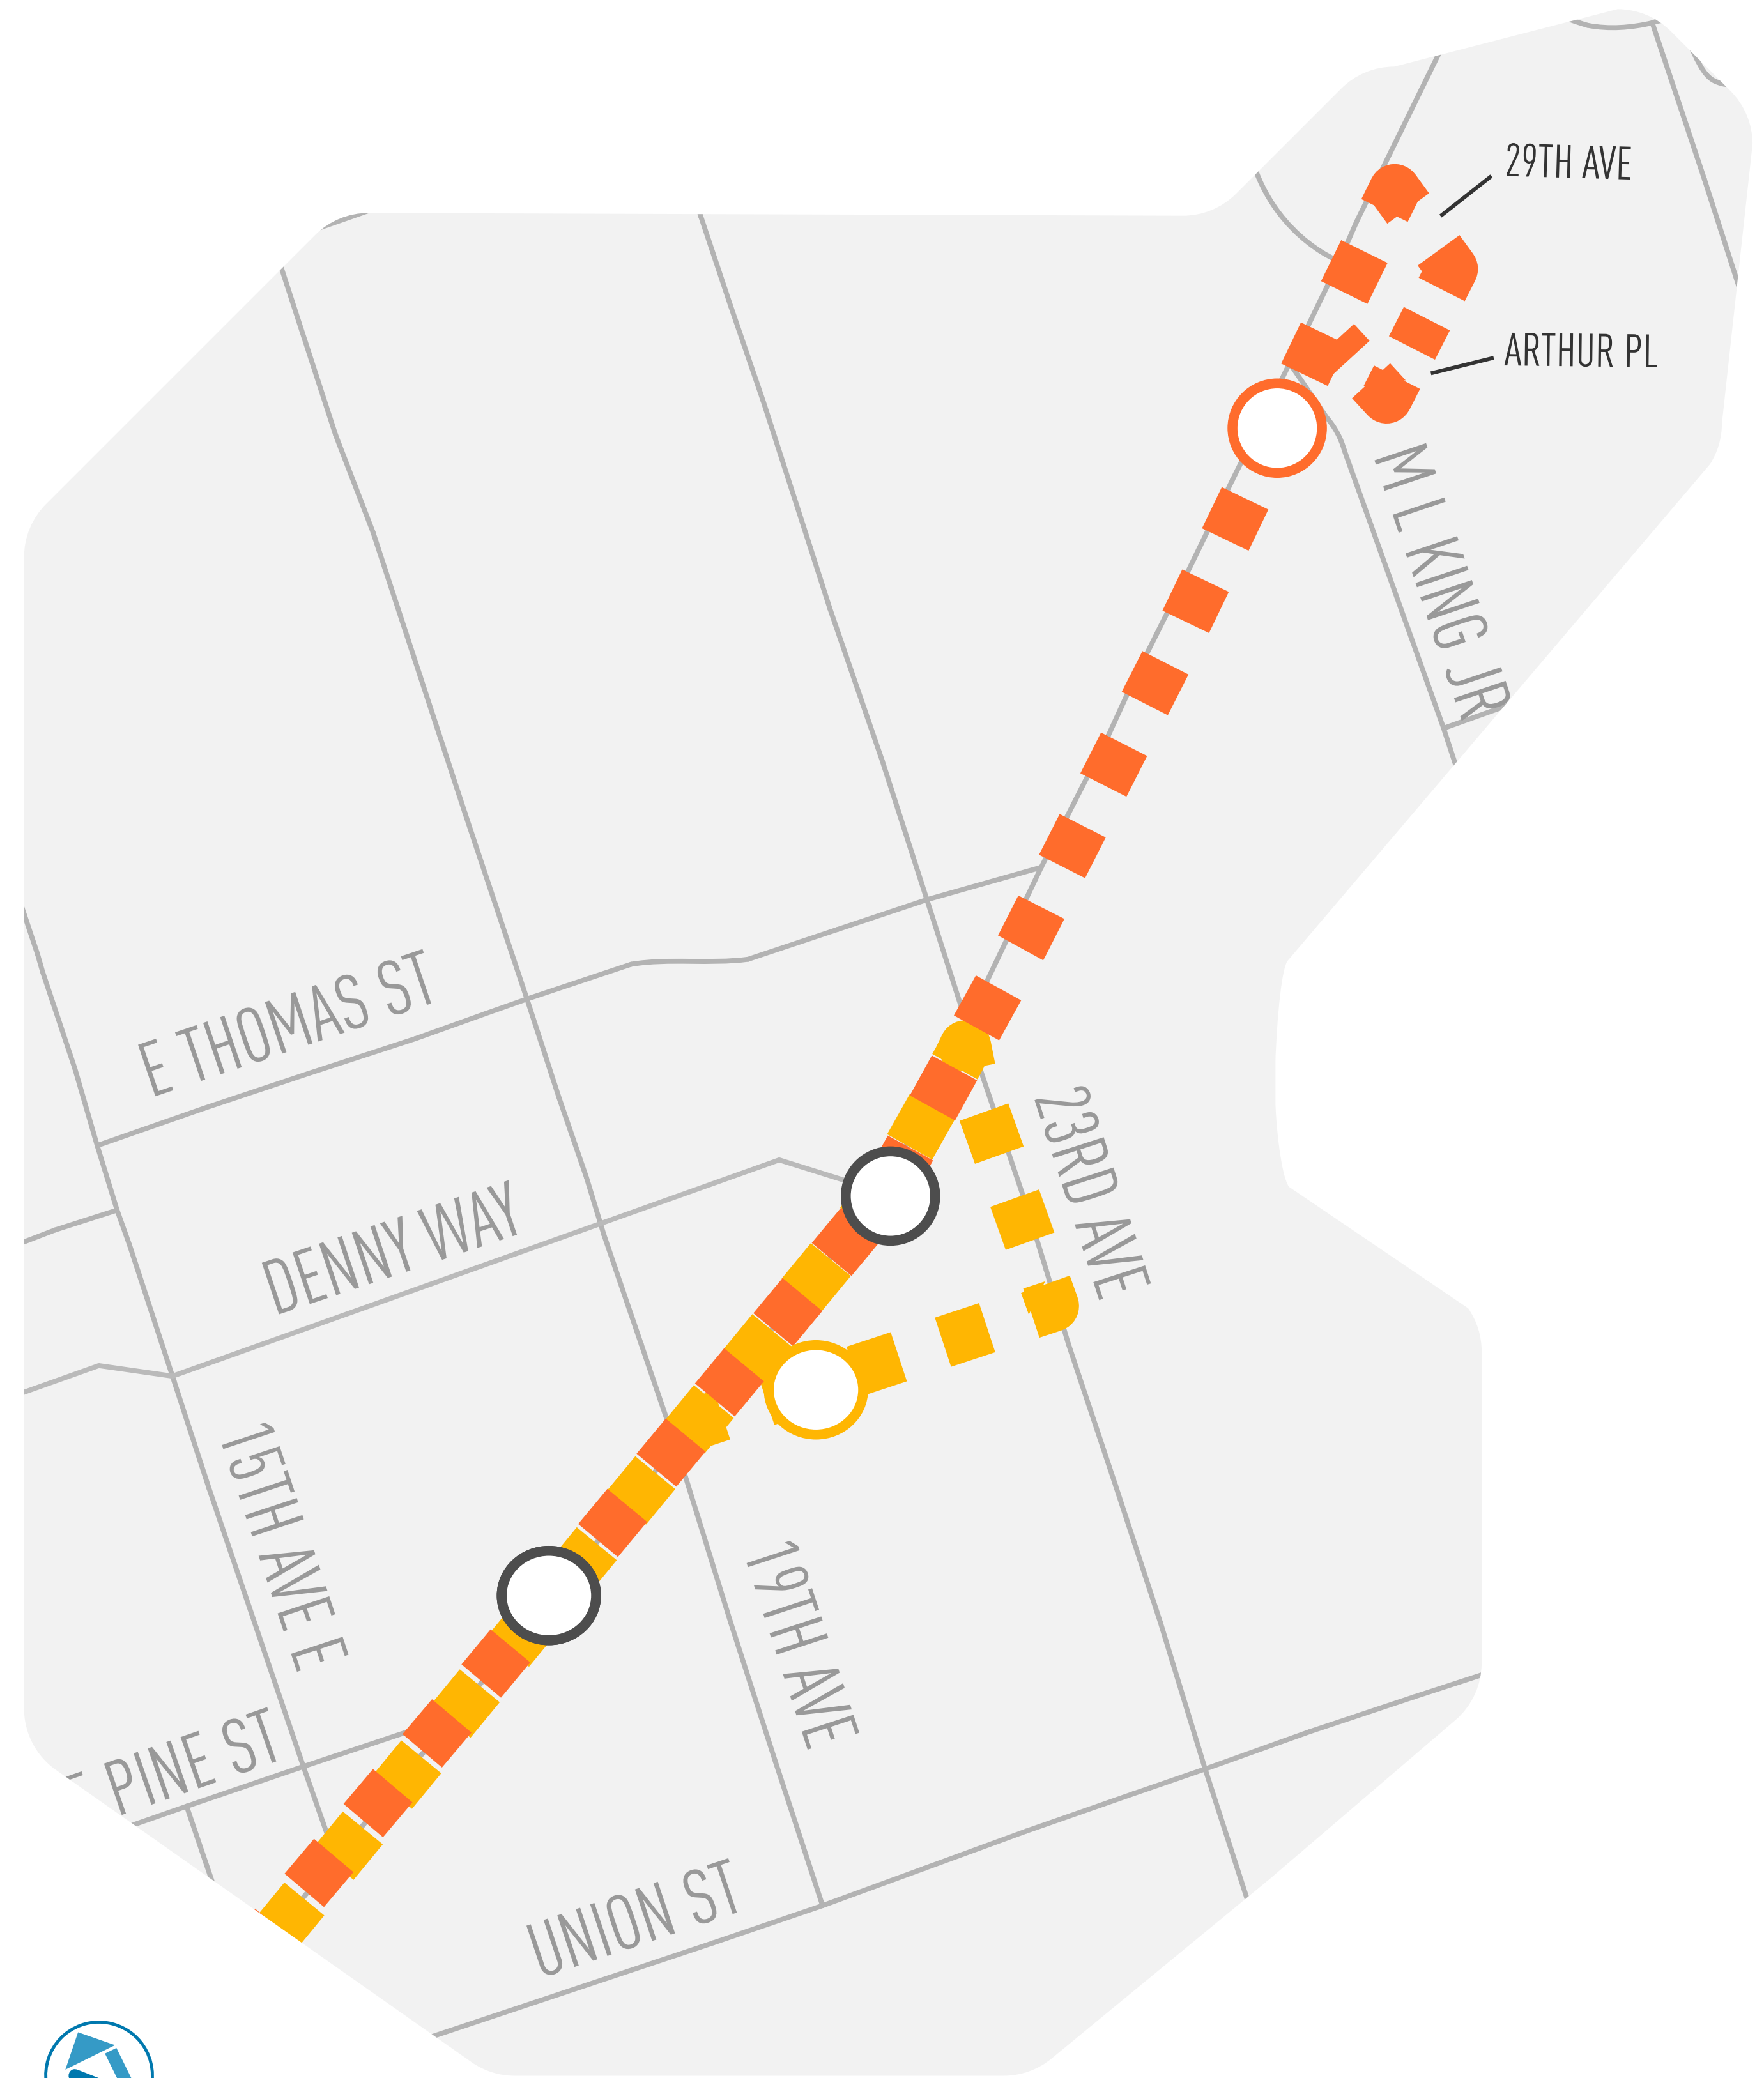 29TH AVE
ARTHUR PL
M L KING JR
E THOMAS ST
23RD AVE
DENNY WAY
15TH AVE E
19TH AVE
PINE ST
UNION ST